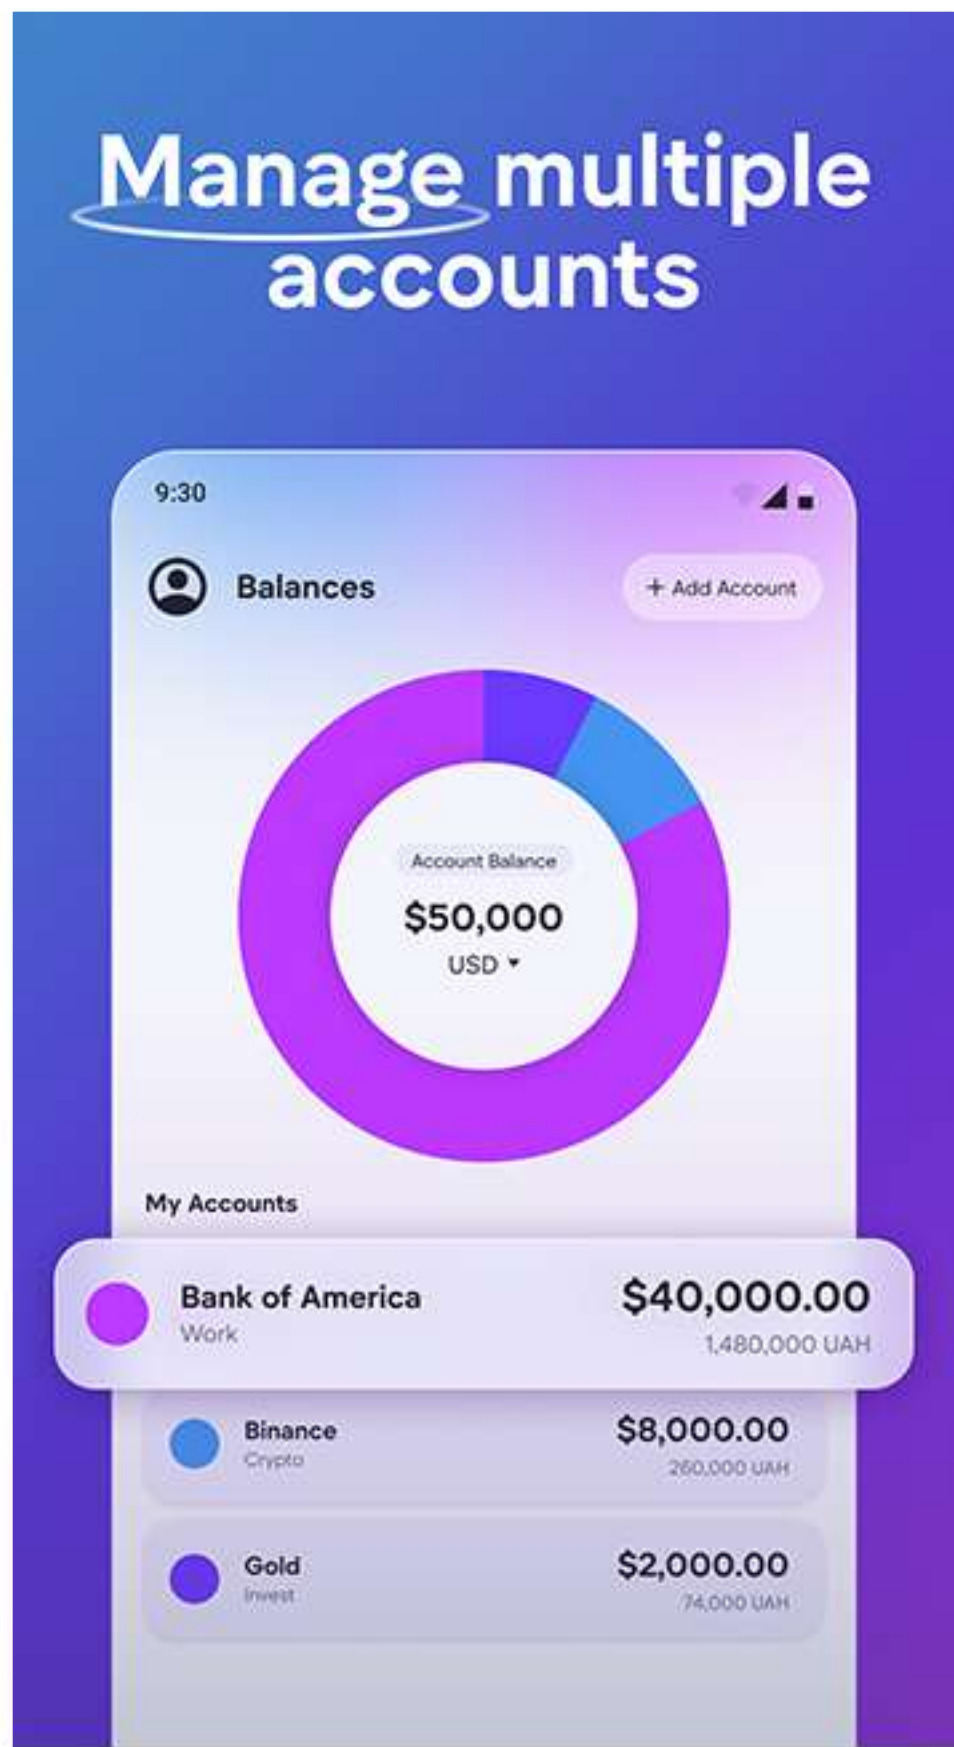 Manage multiple
accounts
9:30
Balances
+ Add Account
Account Balance
$50,000
USD
My Accounts
Bank of America
$40,000.00
Work
1,480,000 UAH
Binance
$8,000.00
Crypto
260,000 UAH
Gold
$2,000.00
Invest
74,000 UAH